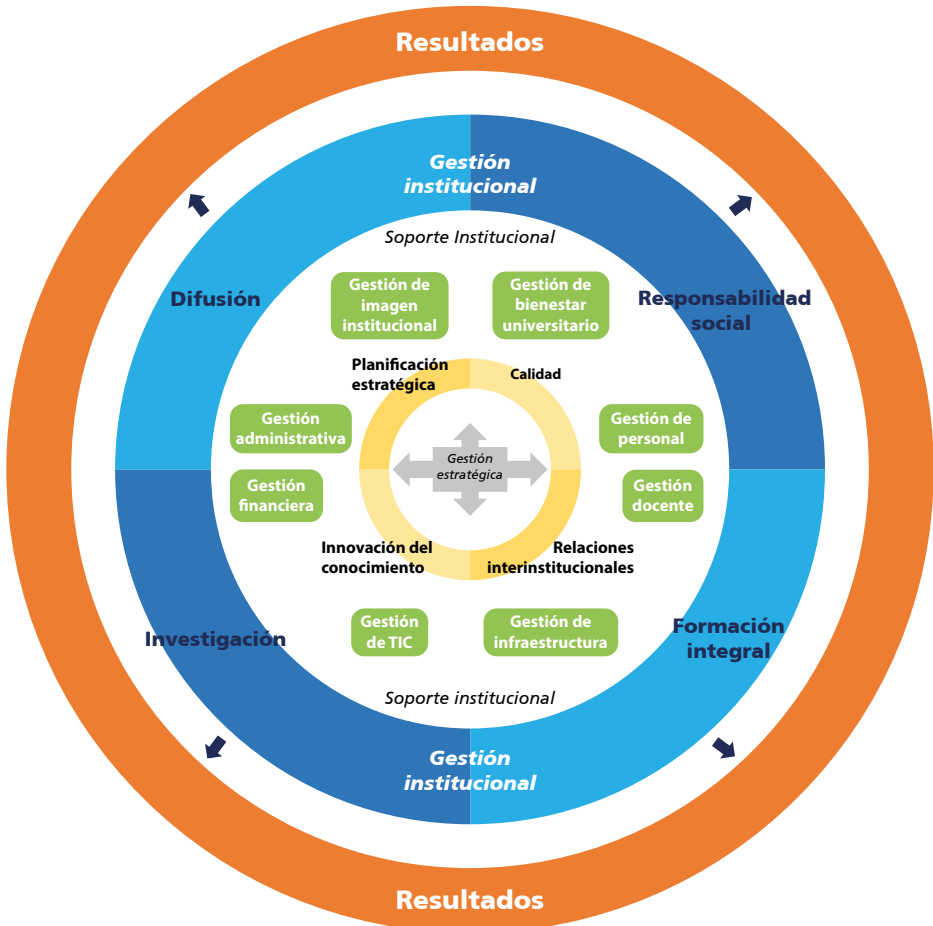 Resultados
Gestión
institucional
Soporte Institucional
Gestión de
imagen
institucional
Gestión de
bienestar
universitario
Difusión
Responsabilidad
social
Planificación
estratégica
Calidad
Gestión
administrativa
Gestión de
personal
Gestión
estratégica
Gestión
financiera
Gestión
docente
Innovación del
conocimiento
Relaciones
interinstitucionales
Gestión
de TIC
Gestión de
infraestructura
Investigación
Formación
integral
Soporte institucional
Gestión
institucional
Resultados